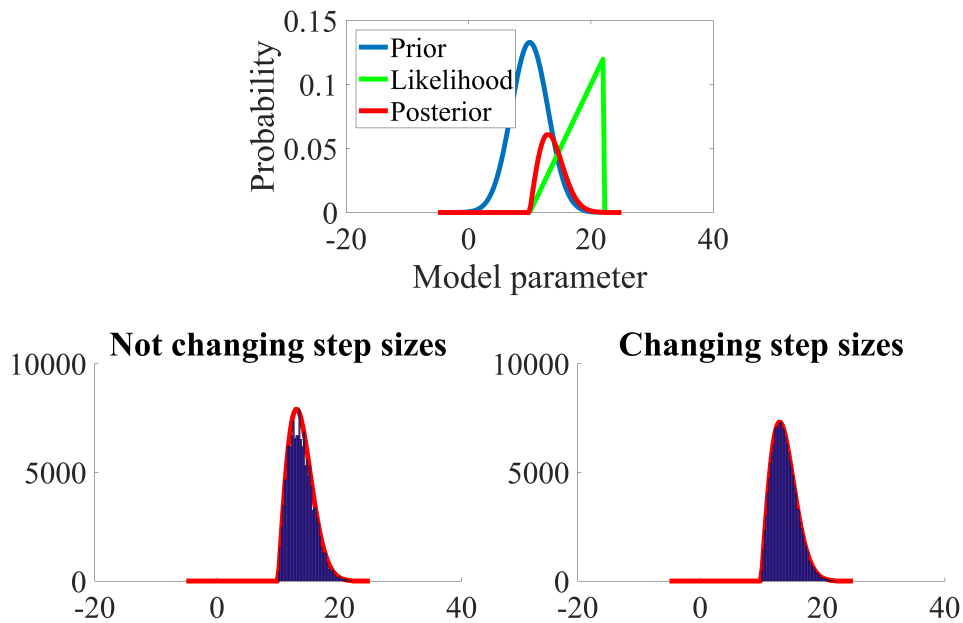 0.15
Prior
Likelihood
Posterior
0.1
0.05
0
Probability
-20 0 20 40
Model parameter
Not changing step sizes
10000
5000
0
-20 0 20 40
Changing step sizes
10000
5000
0
-20 0 20 40